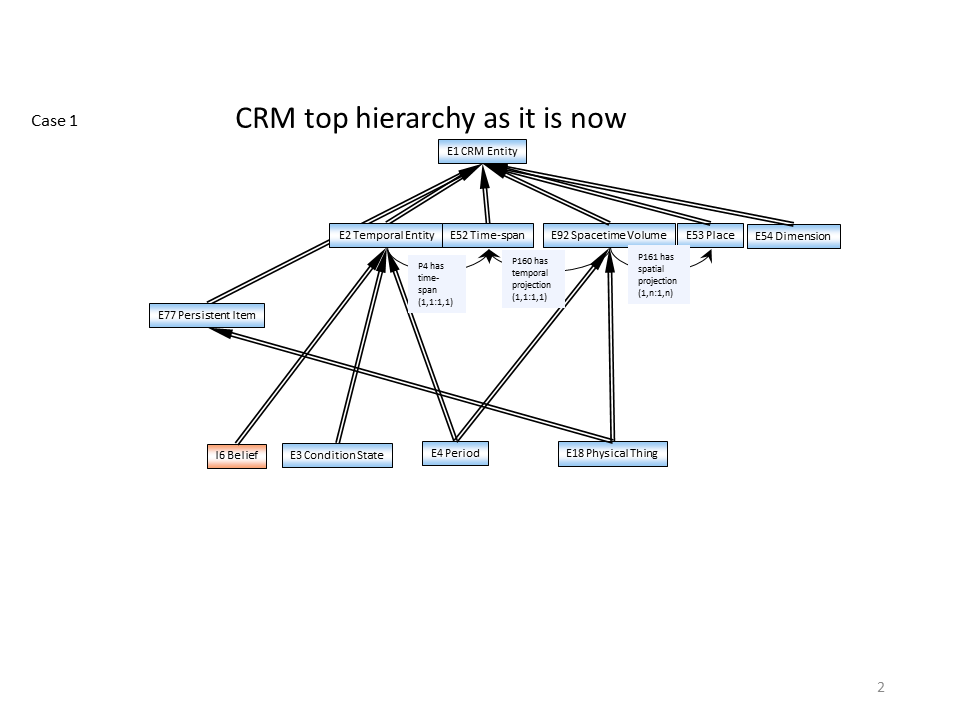 Case 1
CRM top hierarchy as it is now
E1 CRM Entity
E2 Temporal Entity
E52 Time-span
E92 Spacetime Volume
E53 Place
E54 Dimension
P4 has
time-
span
(1,1:1,1)
P160 has
temporal
projection
(1,1:1,1)
P161 has
spatial
projection
(1,n:1,n)
E77 Persistent Item
I6 Belief
E3 Condition State
E4 Period
E18 Physical Thing
2